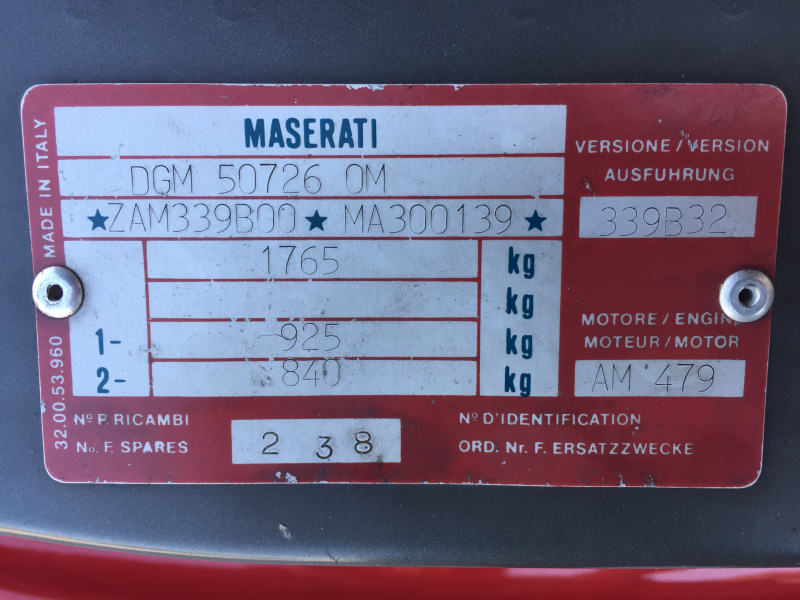 MADE IN ITALY
32.00.53.960
MASERATI
DGM 50726 OM
★ZAM339B00★MA300139★
1765 kg
kg
1- 925 kg
2- 840 kg
VERSIONE/VERSION
AUSFUHRUNG
339B32
MOTORE/ENGINE
MOTEUR/MOTOR
AM 479
Nº P. RICAMBI
No. F. SPARES
2 3 8
Nº D'IDENTIFICATION
ORD. Nr. F. ERSATZZWECKE